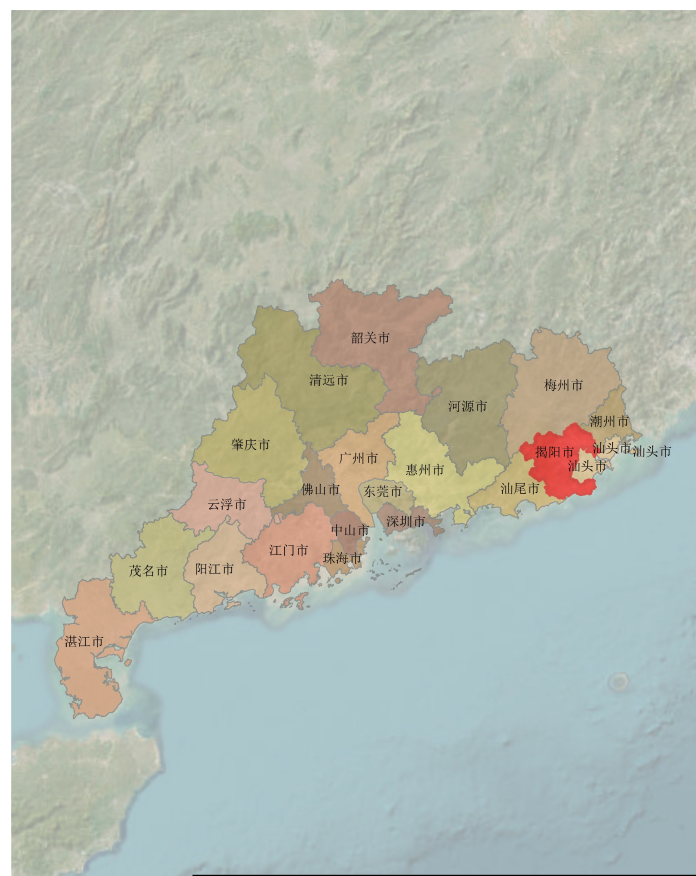 韶关市
清远市
梅州市
河源市
潮州市
肇庆市
揭阳市
汕头市
汕头市
广州市
惠州市
汕头市
佛山市
东莞市
汕尾市
云浮市
深圳市
中山市
江门市
珠海市
茂名市
阳江市
湛江市